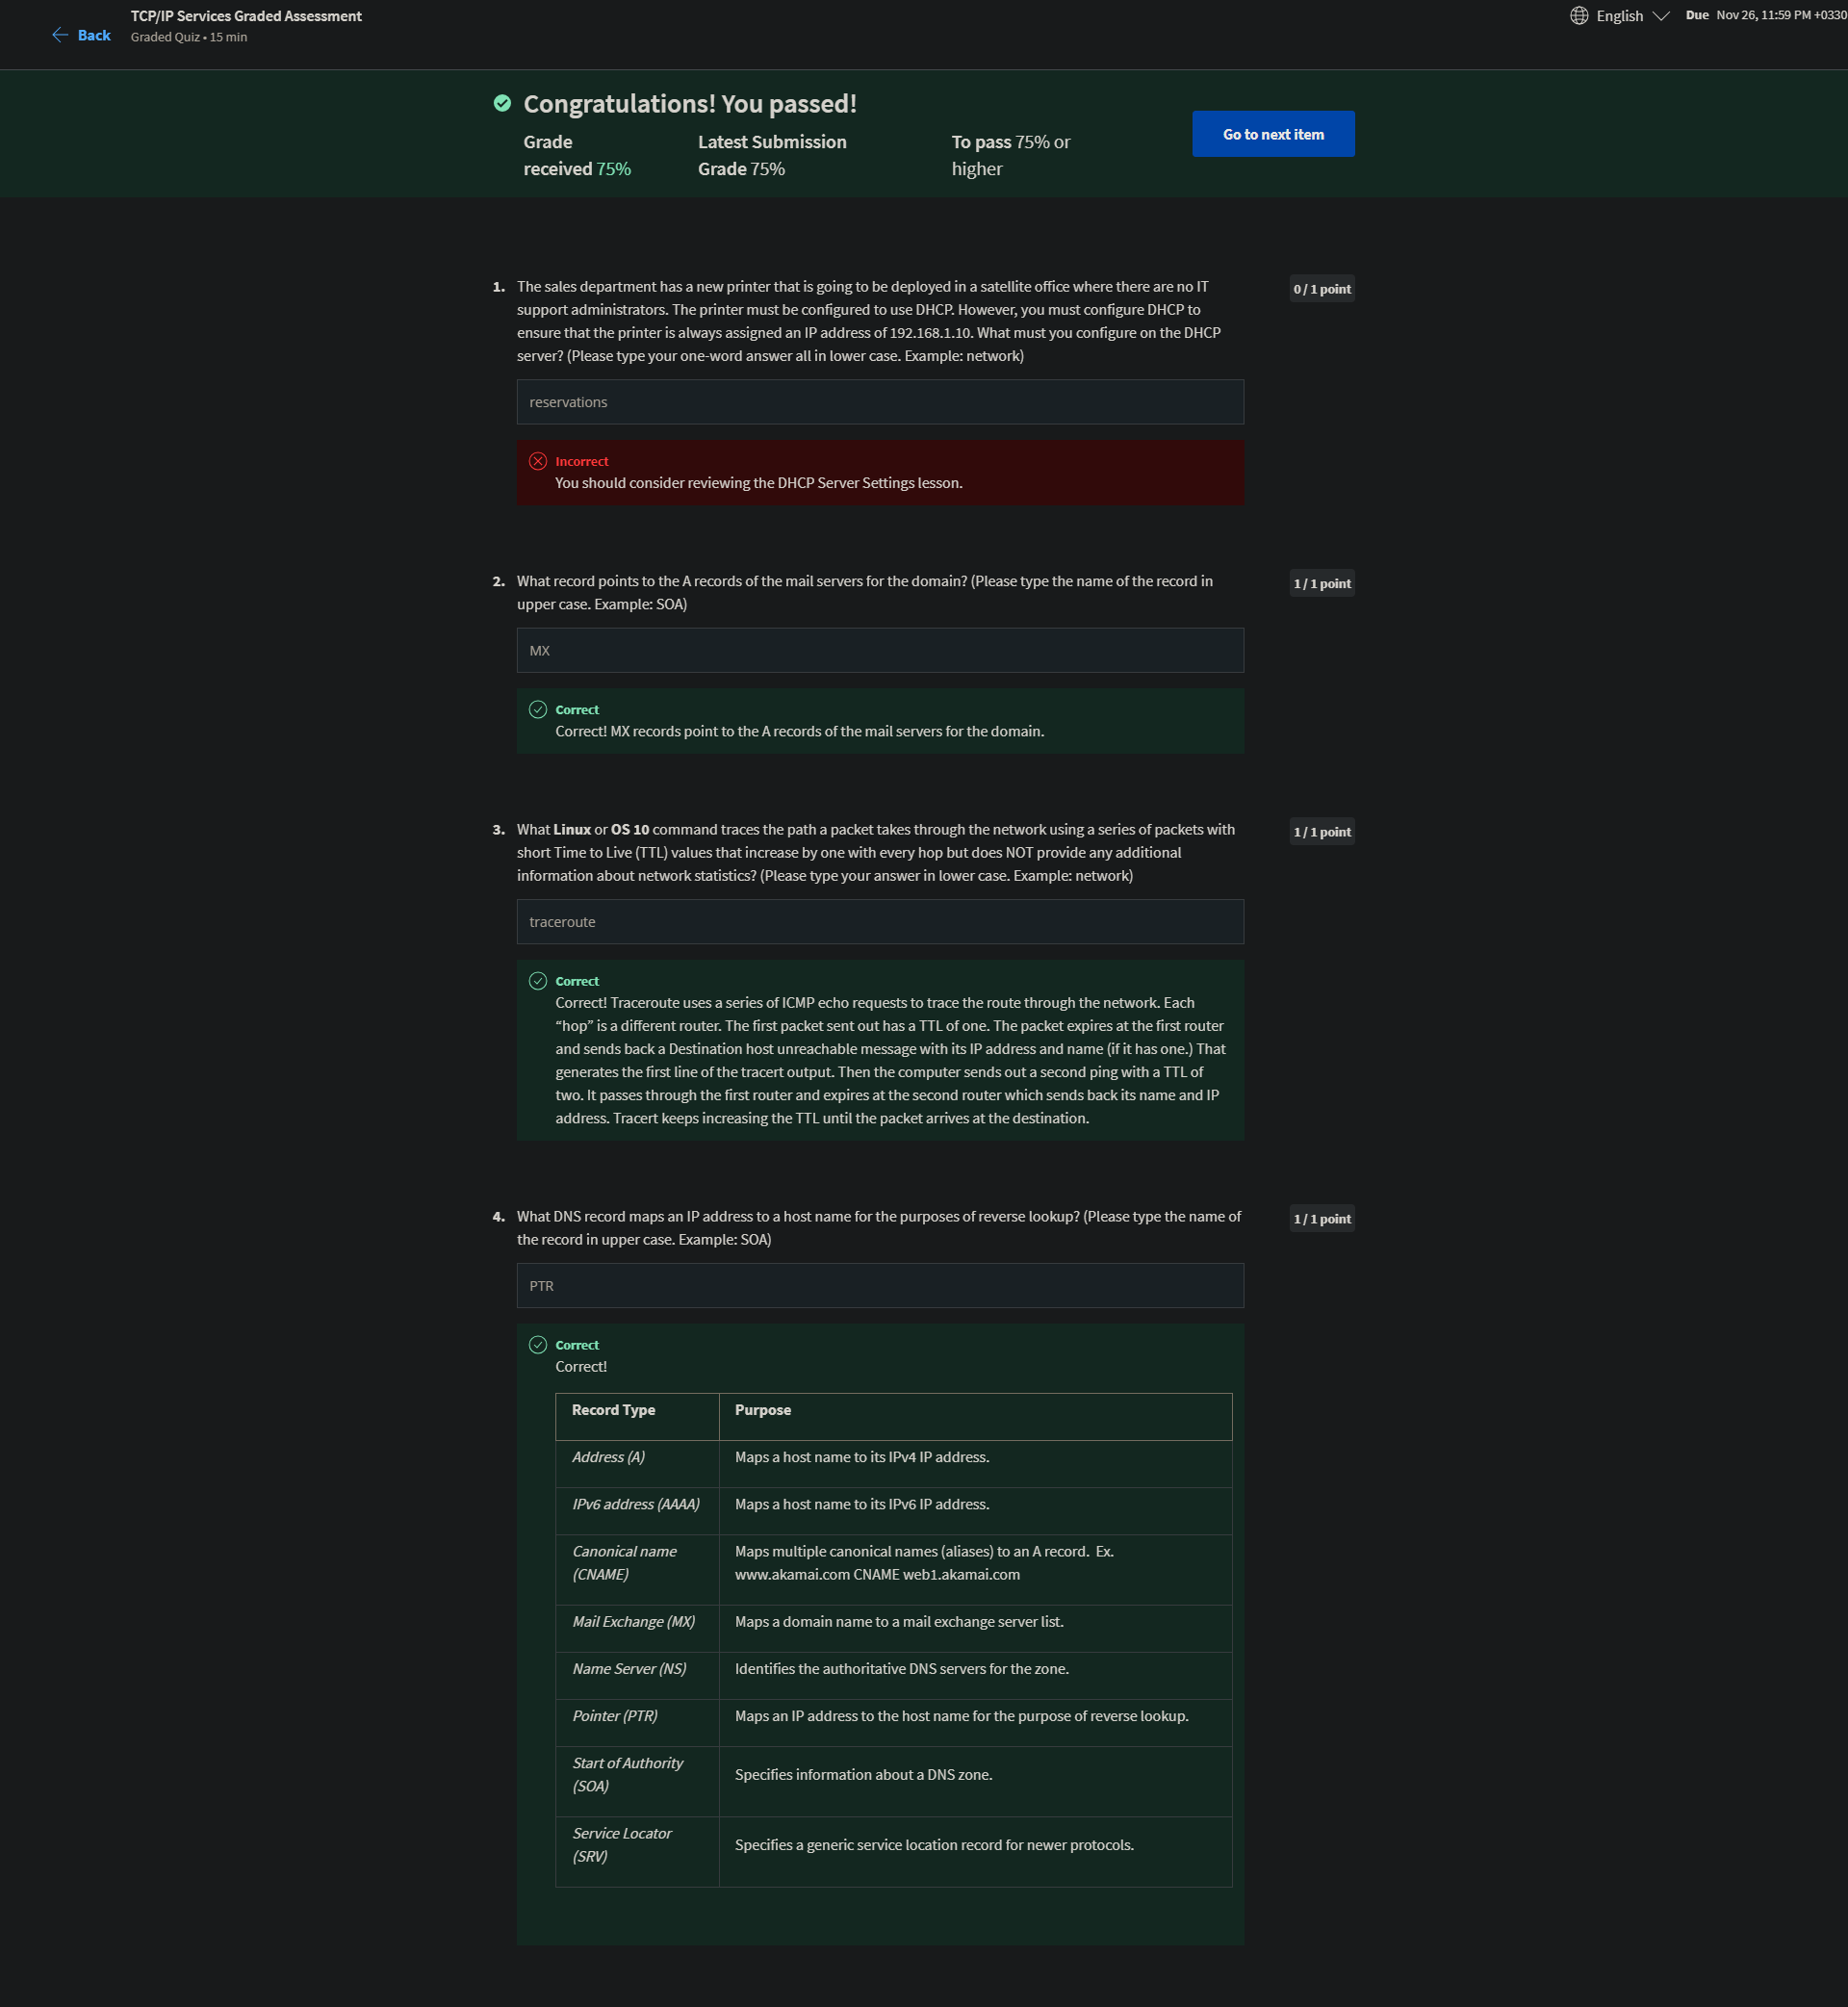 Back
TCP/IP Services Graded Assessment
Graded Quiz • 15 min
English
Due Nov 26, 11:59 PM +0330
Congratulations! You passed!
Grade
received 75%
Latest Submission
Grade 75%
To pass 75% or
higher
Go to next item
1. The sales department has a new printer that is going to be deployed in a satellite office where there are no IT
support administrators. The printer must be configured to use DHCP. However, you must configure DHCP to
ensure that the printer is always assigned an IP address of 192.168.1.10. What must you configure on the DHCP
server? (Please type your one-word answer all in lower case. Example: network)
0 / 1 point
reservations
Incorrect
You should consider reviewing the DHCP Server Settings lesson.
2. What record points to the A records of the mail servers for the domain? (Please type the name of the record in
upper case. Example: SOA)
1 / 1 point
MX
Correct
Correct! MX records point to the A records of the mail servers for the domain.
3. What Linux or OS 10 command traces the path a packet takes through the network using a series of packets with
short Time to Live (TTL) values that increase by one with every hop but does NOT provide any additional
information about network statistics? (Please type your answer in lower case. Example: network)
1 / 1 point
traceroute
Correct
Correct! Traceroute uses a series of ICMP echo requests to trace the route through the network. Each
“hop” is a different router. The first packet sent out has a TTL of one. The packet expires at the first router
and sends back a Destination host unreachable message with its IP address and name (if it has one.) That
generates the first line of the tracert output. Then the computer sends out a second ping with a TTL of
two. It passes through the first router and expires at the second router which sends back its name and IP
address. Tracert keeps increasing the TTL until the packet arrives at the destination.
4. What DNS record maps an IP address to a host name for the purposes of reverse lookup? (Please type the name of
the record in upper case. Example: SOA)
1 / 1 point
PTR
Correct
Correct!
Record Type Purpose
Address (A) Maps a host name to its IPv4 IP address.
IPv6 address (AAAA) Maps a host name to its IPv6 IP address.
Canonical name
(CNAME)
Maps multiple canonical names (aliases) to an A record. Ex.
www.akamai.com CNAME web1.akamai.com
Mail Exchange (MX) Maps a domain name to a mail exchange server list.
Name Server (NS) Identifies the authoritative DNS servers for the zone.
Pointer (PTR) Maps an IP address to the host name for the purpose of reverse lookup.
Start of Authority
(SOA)
Specifies information about a DNS zone.
Service Locator
(SRV)
Specifies a generic service location record for newer protocols.